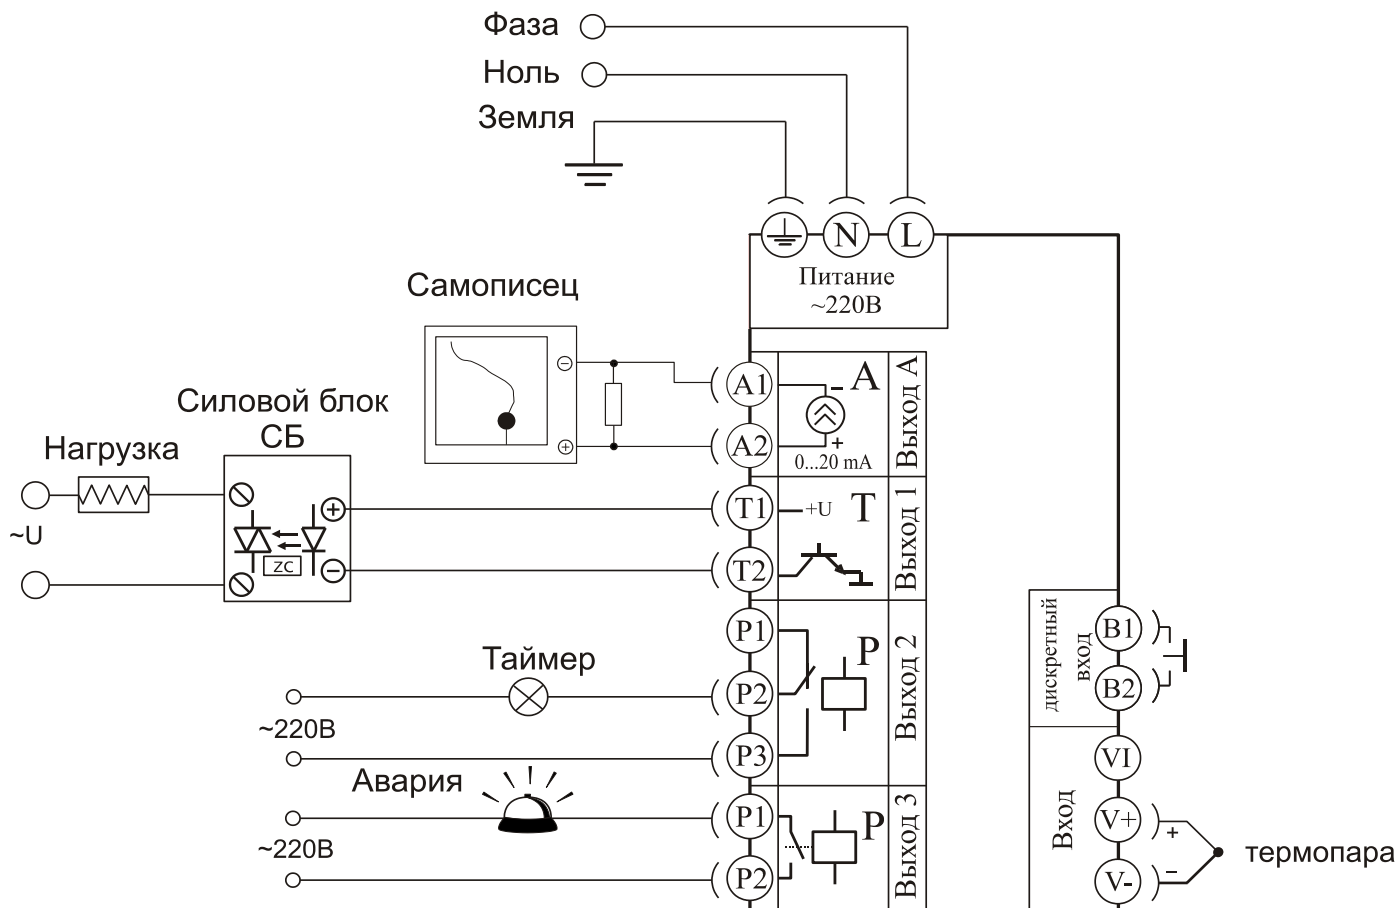 Фаза
Ноль
Земля
N
L
Питание
~220В
Самописец
A1
- A
A2
+
0...20 mA
Выход A
Силовой блок
СБ
Нагрузка
~U
ZC
T1
+U T
T2
Выход 1
P1
P
Таймер
P2
~220В
P3
Выход 2
Авария
P1
P
~220В
P2
Выход 3
дискретный
вход
B1
B2
VI
Вход
V+
+
термопара
V-
-